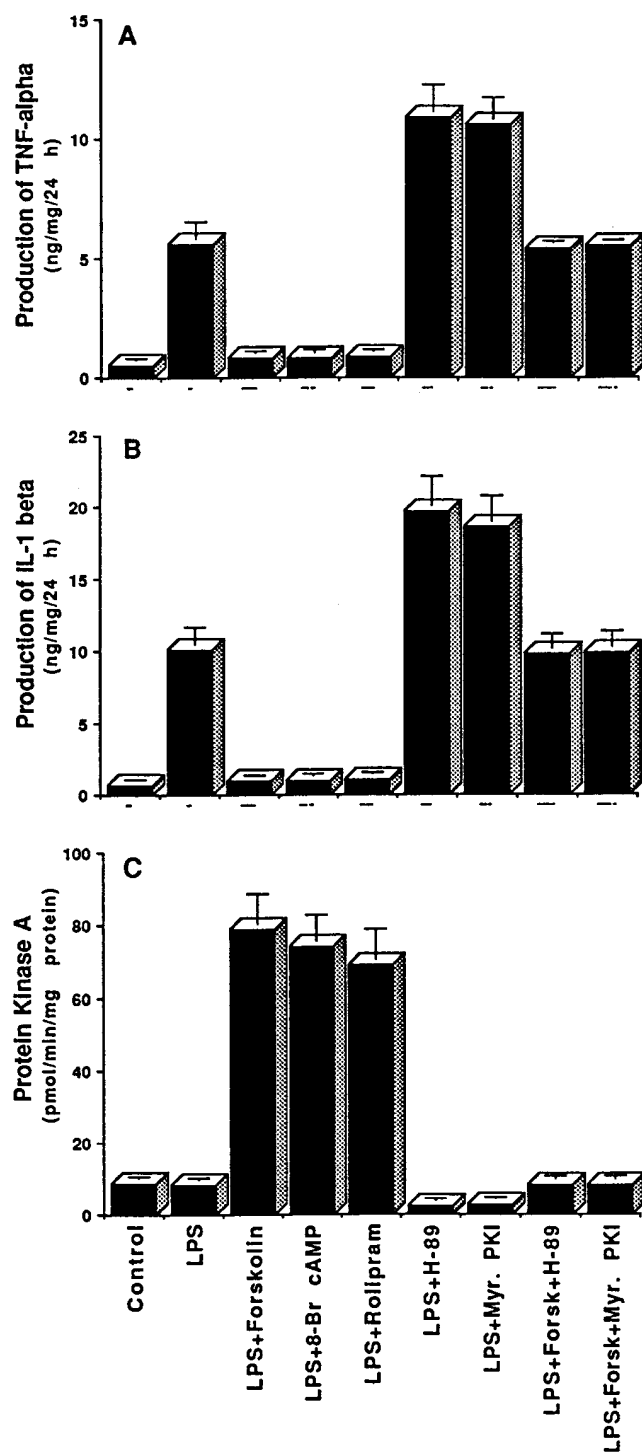 A
Production of TNF-alpha
(ng/mg/24 h)
15
10
5
0
B
Production of IL-1 beta
(ng/mg/24 h)
25
20
15
10
5
0
C
Protein Kinase A
(pmol/min/mg protein)
100
80
60
40
20
0
Control
LPS
LPS+Forskolin
LPS+8-Br cAMP
LPS+Rolipram
LPS+H-89
LPS+Myr. PKI
LPS+Forsk+H-89
LPS+Forsk+Myr. PKI